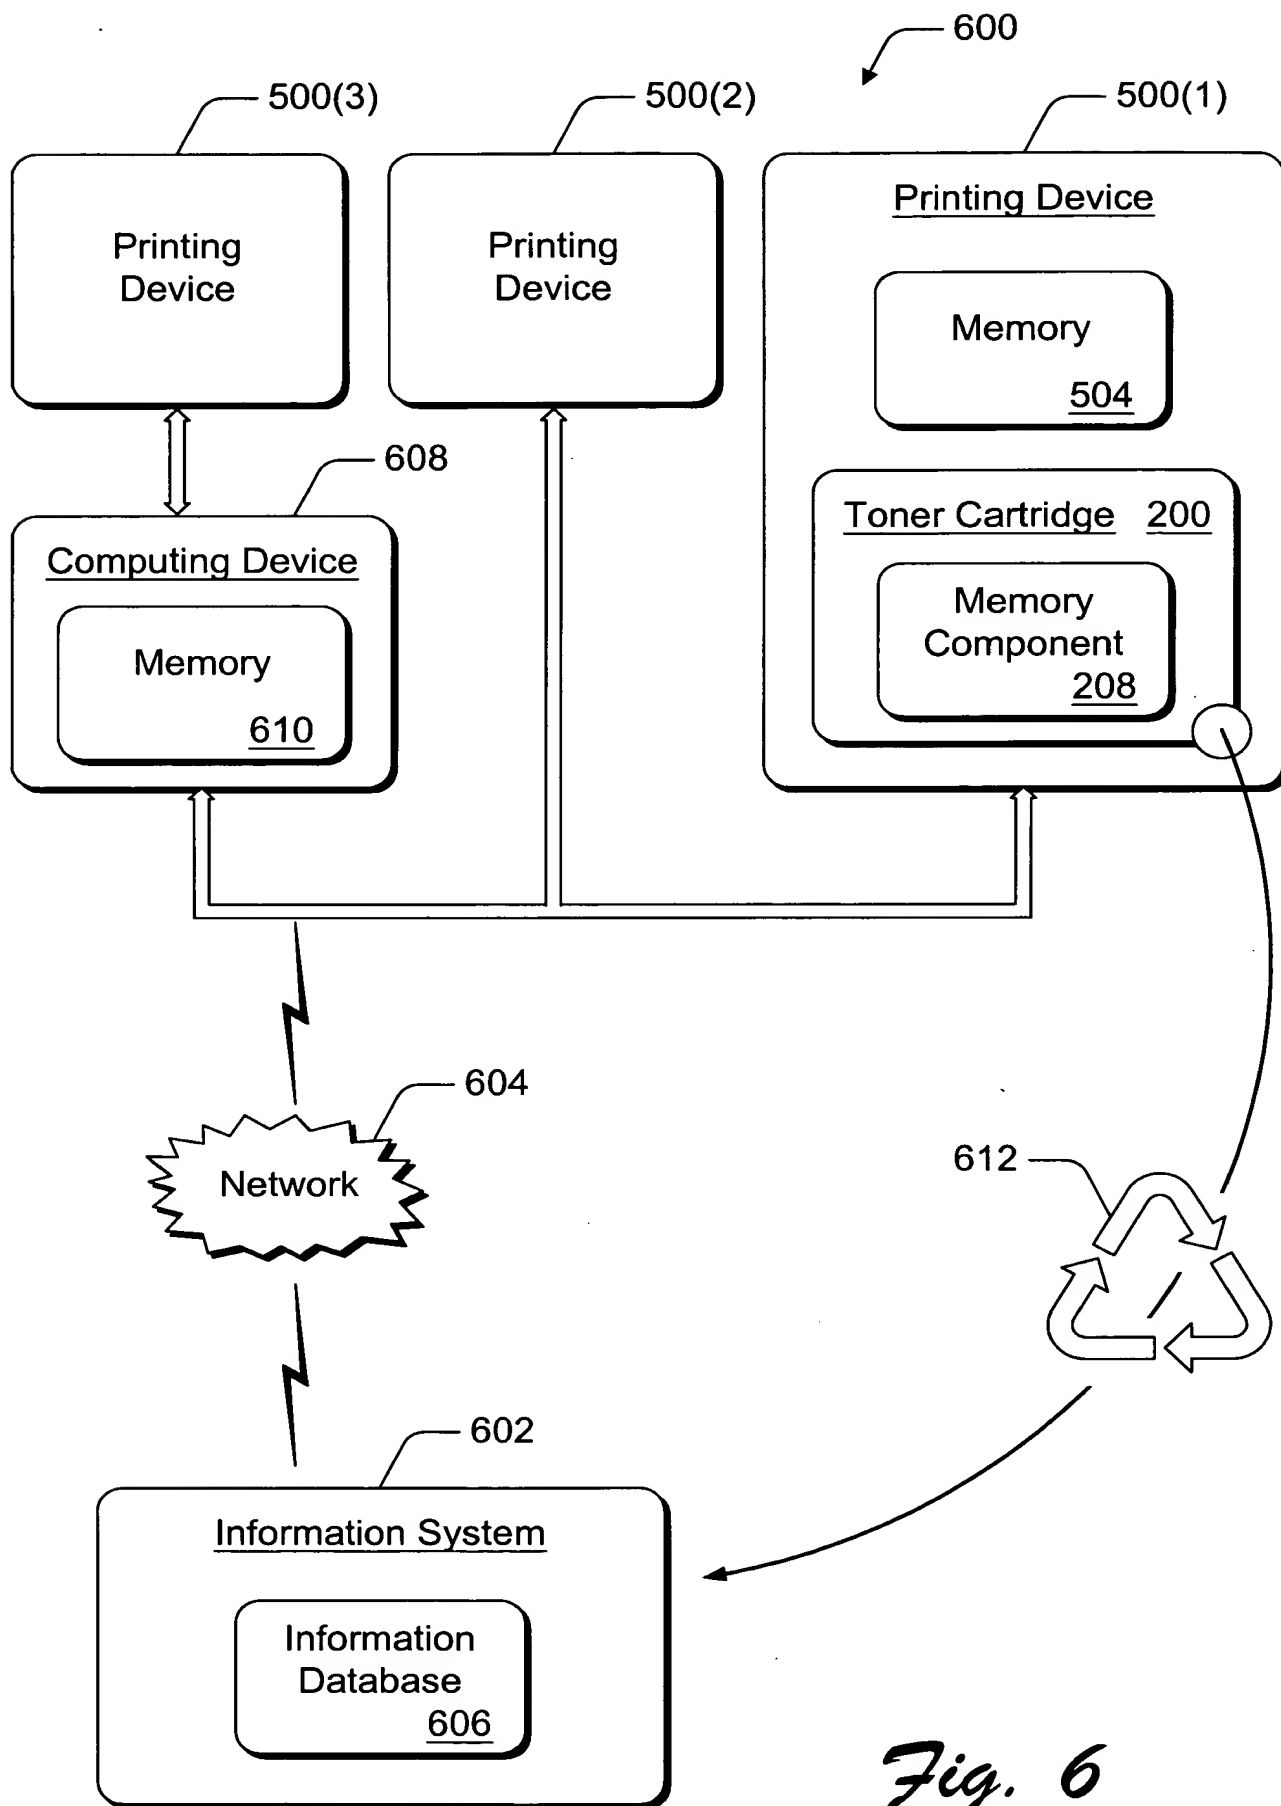 600
500(3)
500(2)
500(1)
Printing
Device
Printing
Device
Printing Device
Memory
504
608
Computing Device
Memory
610
Toner Cartridge 200
Memory
Component
208
604
Network
612
602
Information System
Information
Database
606
Fig. 6